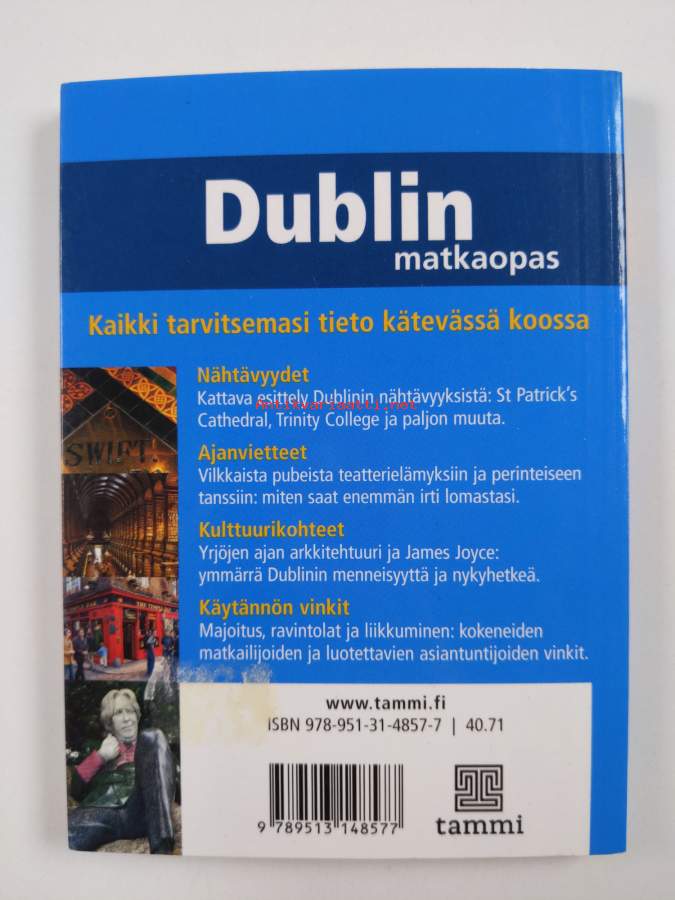 Dublin
matkaopas
Kaikki tarvitsemasi tieto kätevässä koossa
Nähtävyydet
Kattava esittely Dublinin nähtävyyksistä: St Patrick's
Antikvariaatti.net
Cathedral, Trinity College ja paljon muuta.
SWIFT:
Ajanvietteet
Vilkkaista pubeista teatterielämyksiin ja perinteiseen
tanssiin: miten saat enemmän irti lomastasi.
Kulttuurikohteet
Yrjöjen ajan arkkitehtuuri ja James Joyce:
ymmärrä Dublinin menneisyyttä ja nykyhetkeä.
Käytännön vinkit
Majoitus, ravintolat ja liikkuminen: kokeneiden
matkailijoiden ja luotettavien asiantuntijoiden vinkit.
www.tammi.fi
ISBN 978-951-31-4857-7 | 40.71
9 789513 148577
tammi